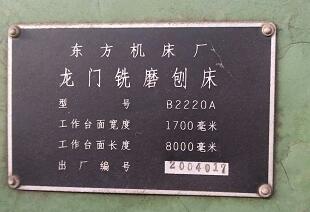 东方机床厂
龙门铣磨刨床
型号 B2220A
工作台面宽度 1700毫米
工作台面长度 8000毫米
出厂编号 2004017